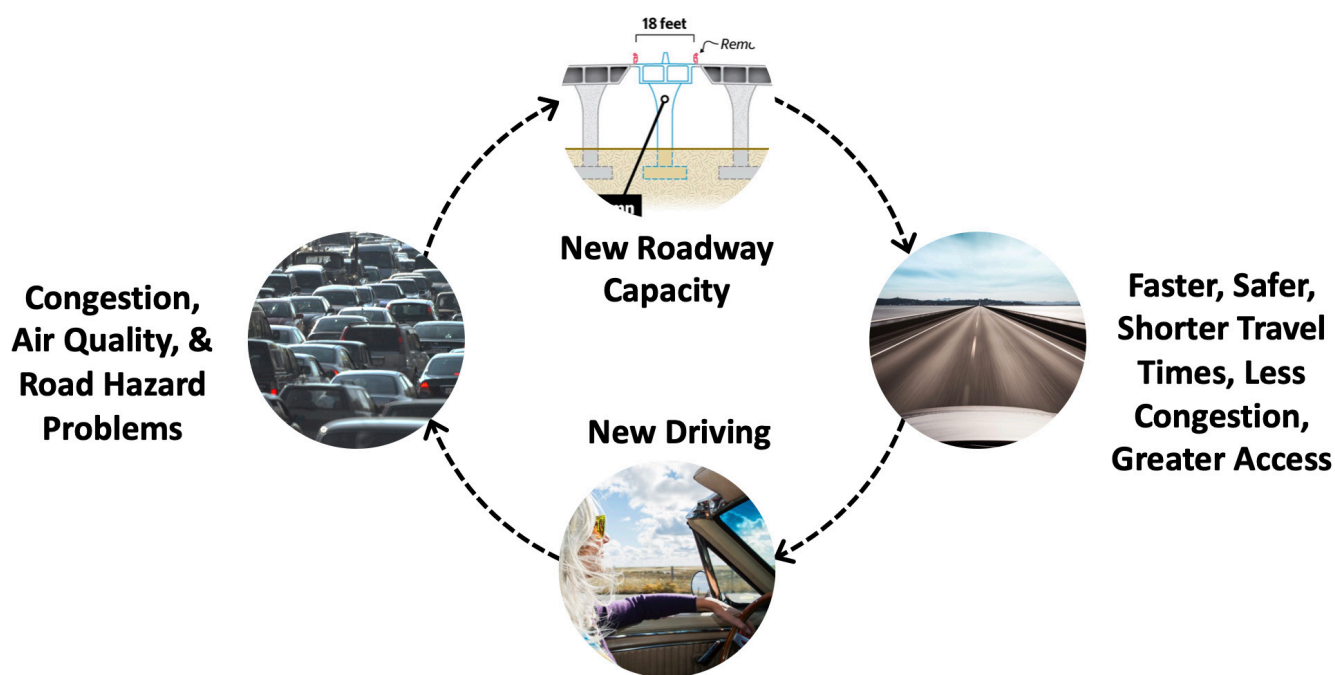 18 feet
New Roadway
Capacity
Faster, Safer,
Shorter Travel
Times, Less
Congestion,
Greater Access
New Driving
Congestion,
Air Quality, &
Road Hazard
Problems